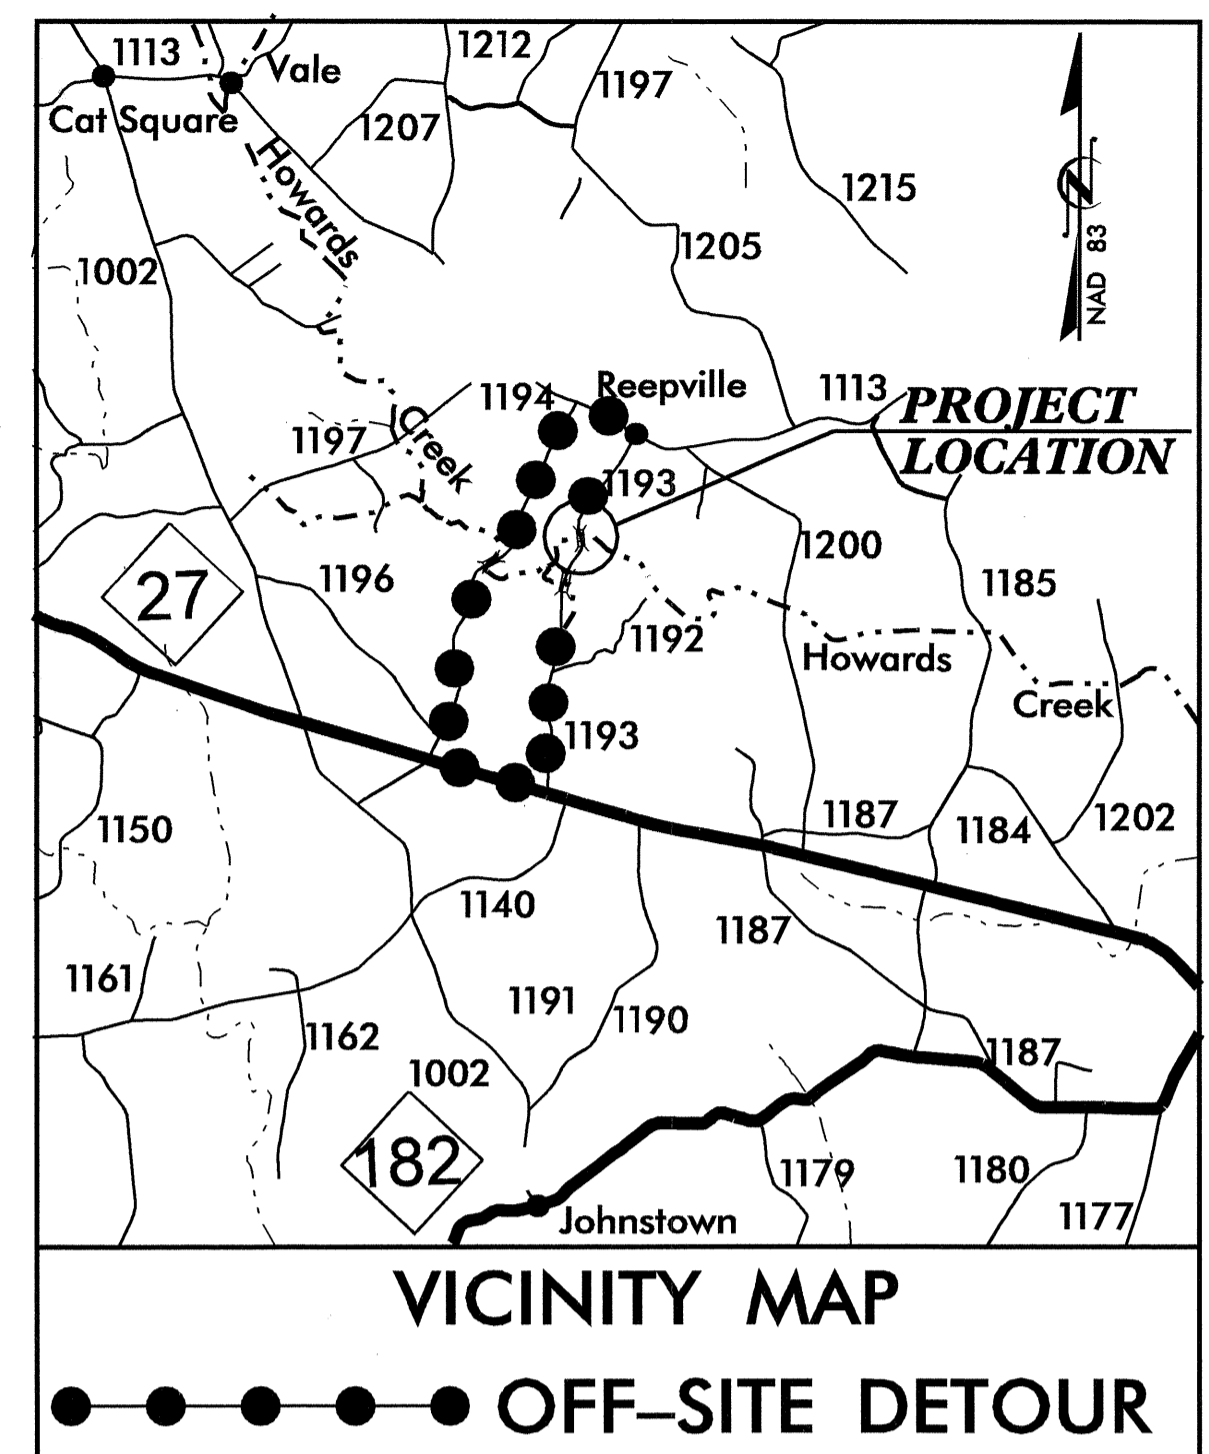 1113
Vale
Cat Square
1212
1197
1207
1215
Howards
1205
1002
NAD 83
1194
Reepville
1113
PROJECT
LOCATION
1197
Creek
1193
1200
27
1196
1185
1192
Howards
Creek
1193
1150
1187
1184
1202
1140
1187
1161
1191
1190
1162
1187
1002
182
1179
1180
1177
Johnstown
VICINITY MAP
OFF-SITE DETOUR